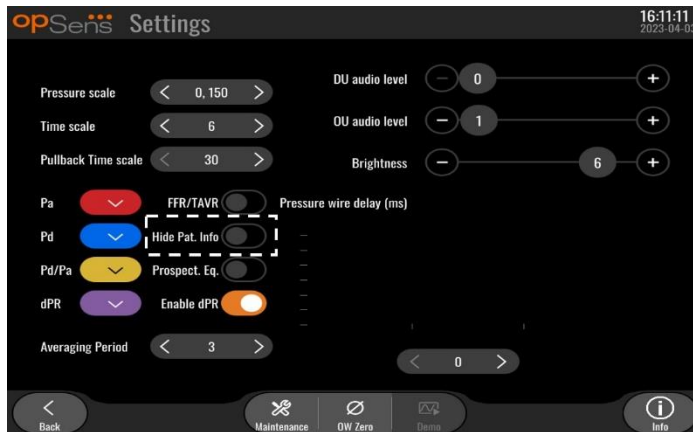 opSens Settings
16:11:11
2023-04-03
Pressure scale
0, 150
Time scale
6
Pullback Time scale
30
DU audio level
0
OU audio level
1
Brightness
6
Pa
FFR/TAVR
Pd
Hide Pat. Info
Pd/Pa
Prospect. Eq.
dPR
Enable dPR
Averaging Period
3
Pressure wire delay (ms)
0
Back
Maintenance
OW Zero
Demo
Info